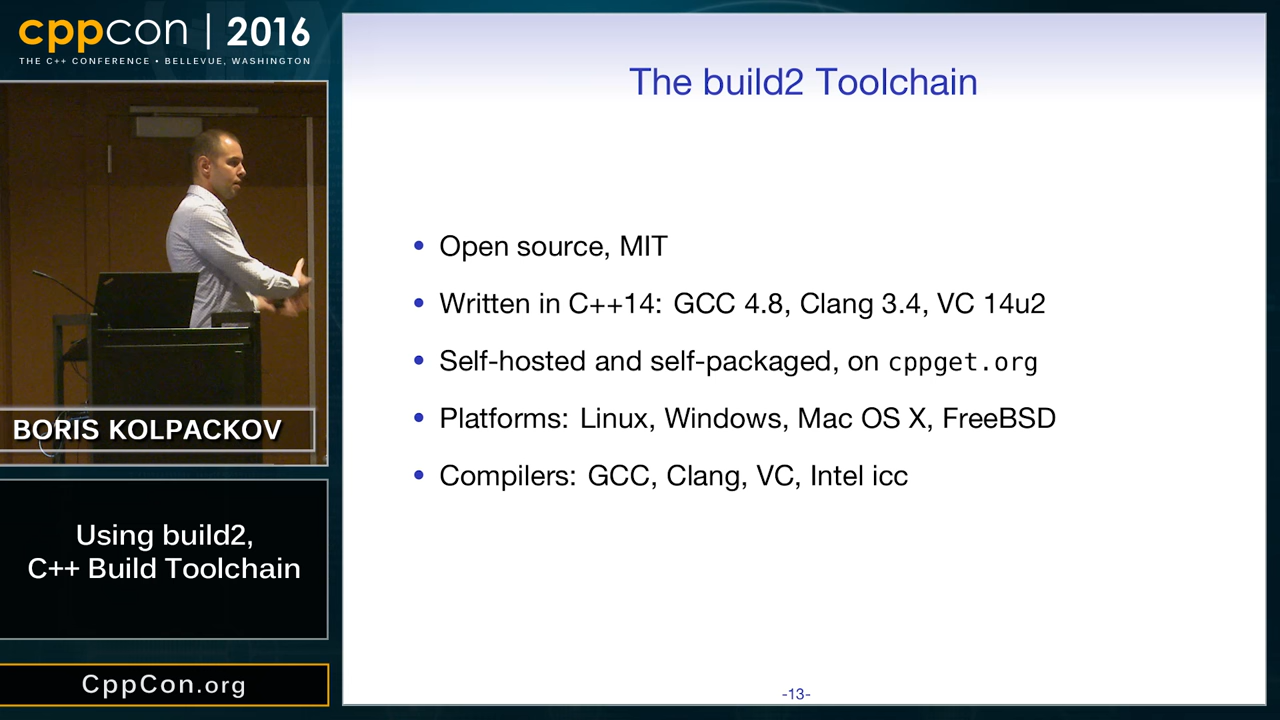 cppcon | 2016
THE C++ CONFERENCE • BELLEVUE, WASHINGTON
BORIS KOLPACKOV
Using build2,
C++ Build Toolchain
CppCon.org
The build2 Toolchain
• Open source, MIT
• Written in C++14: GCC 4.8, Clang 3.4, VC 14u2
• Self-hosted and self-packaged, on cppget.org
• Platforms: Linux, Windows, Mac OS X, FreeBSD
• Compilers: GCC, Clang, VC, Intel icc
-13-